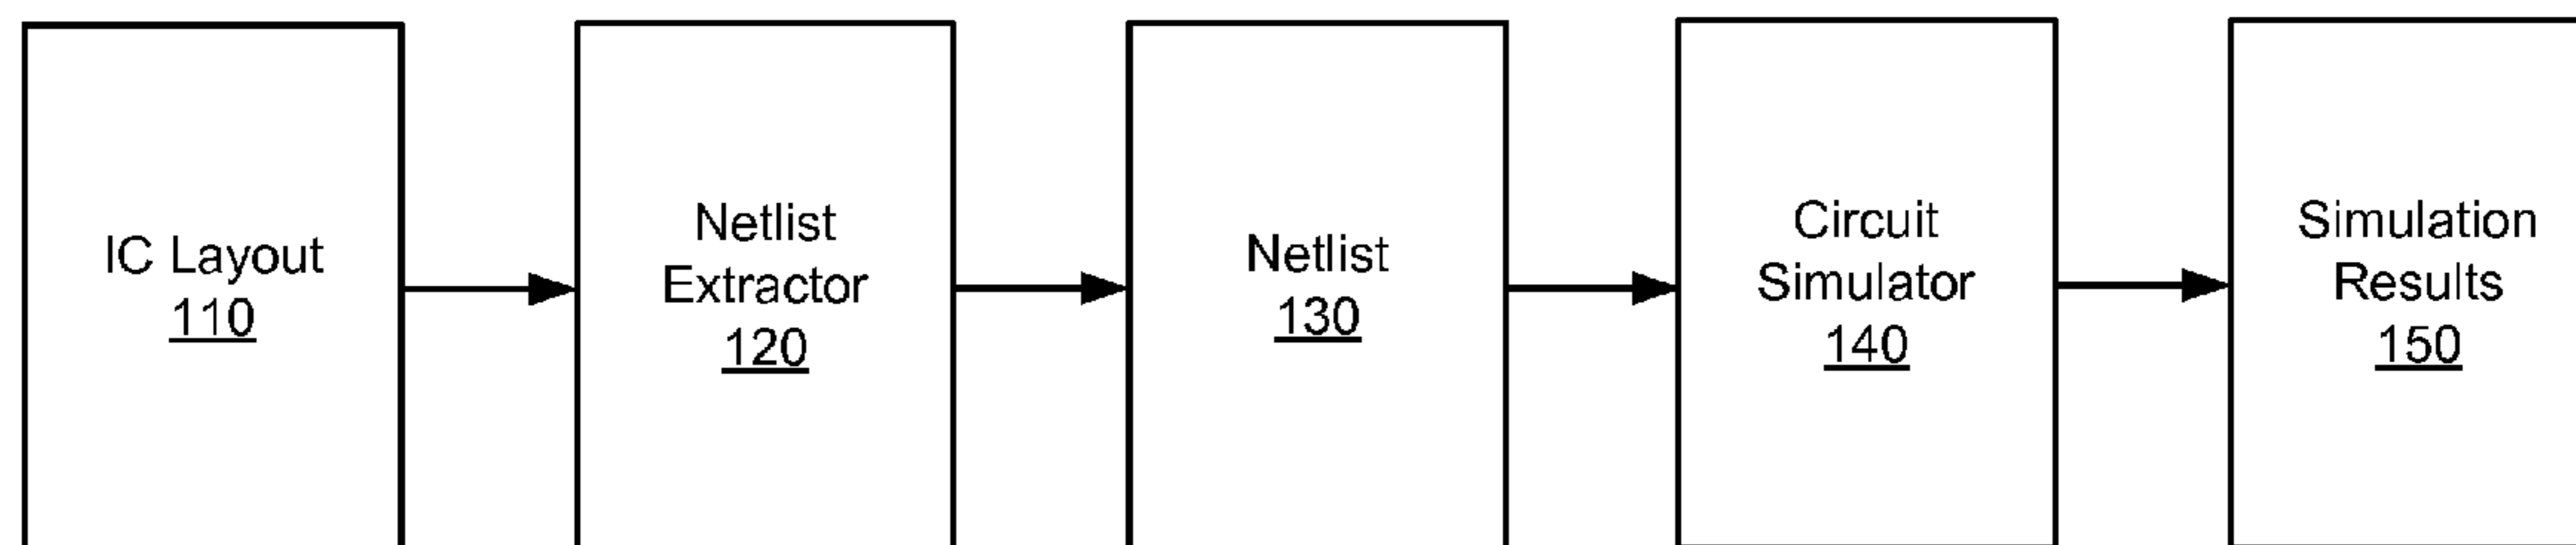 IC Layout
110
Netlist
Extractor
120
Netlist
130
Circuit
Simulator
140
Simulation
Results
150